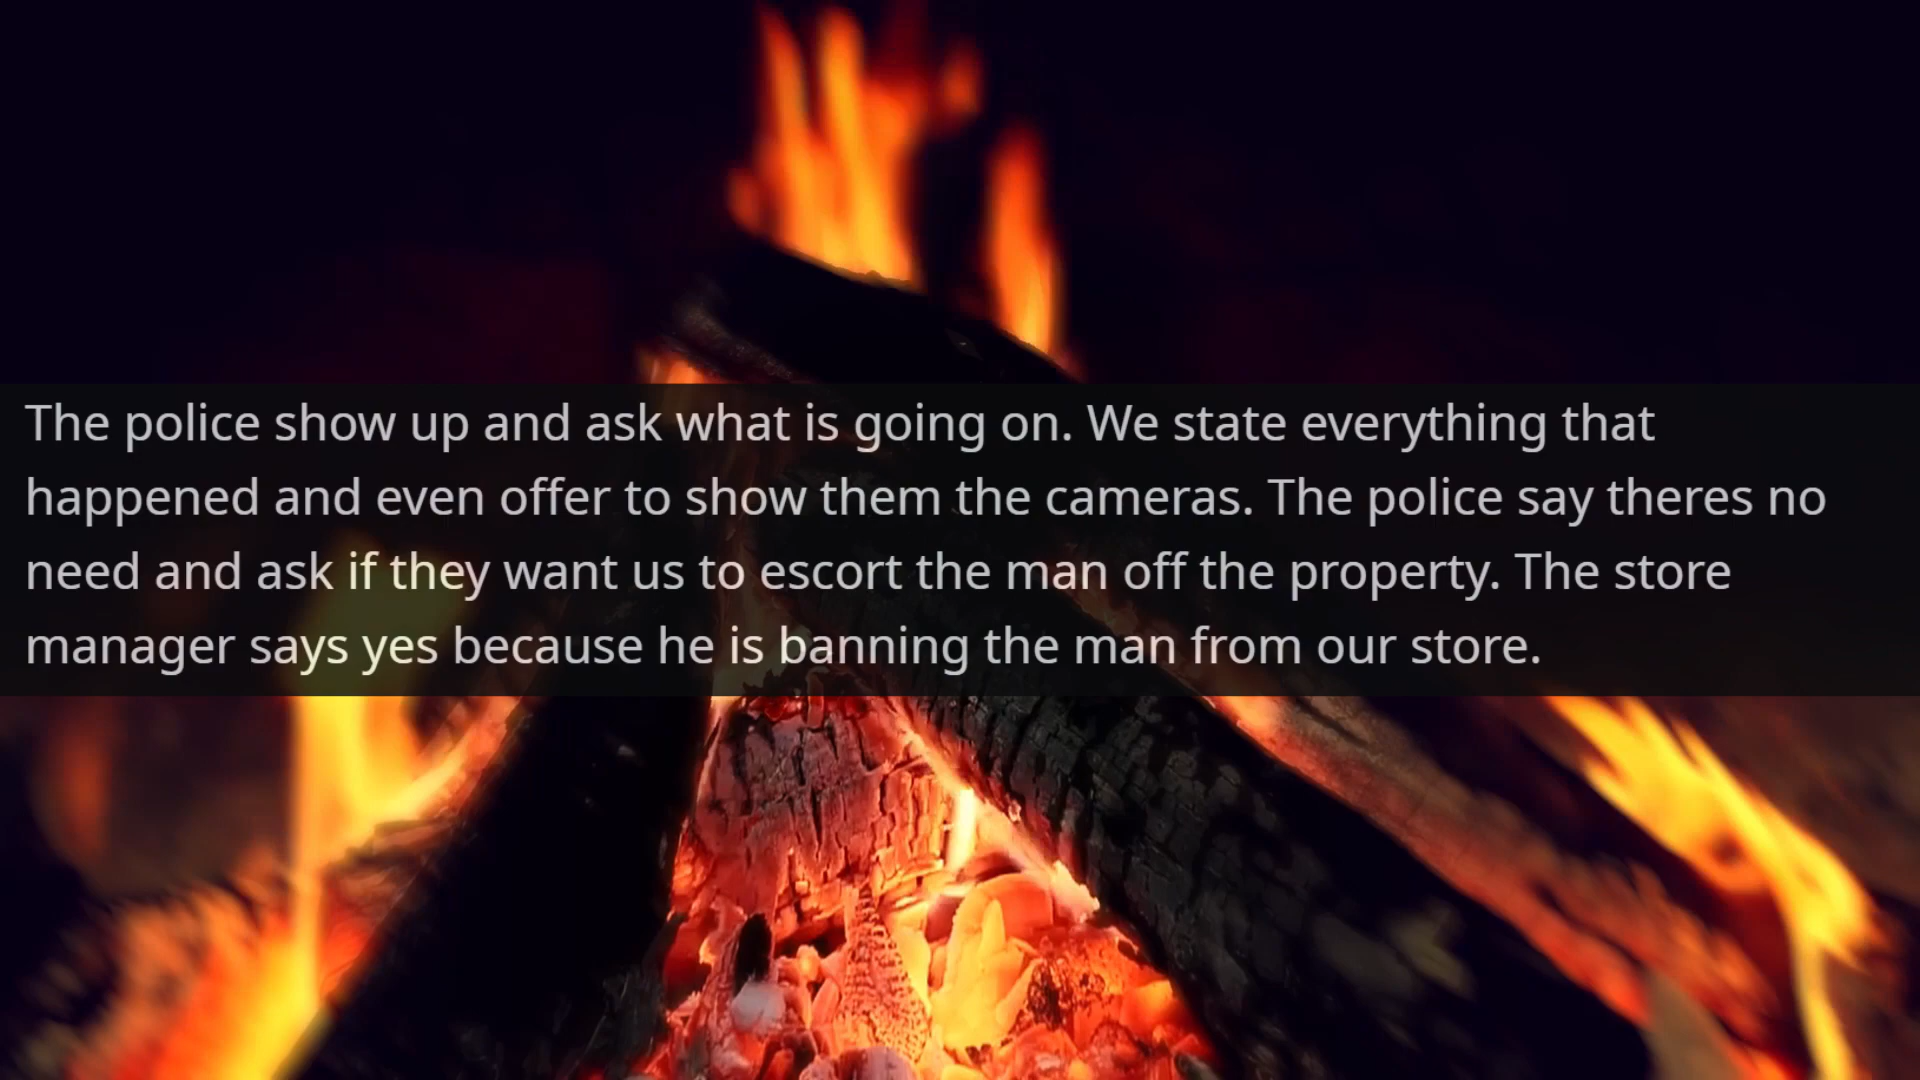 The police show up and ask what is going on. We state everything that
happened and even offer to show them the cameras. The police say theres no
need and ask if they want us to escort the man off the property. The store
manager says yes because he is banning the man from our store.